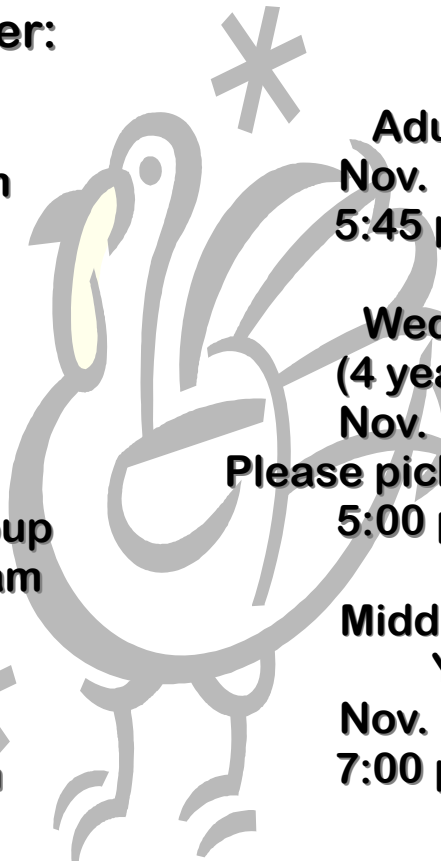 er:
n
up
am
Adu
Nov.
5:45 p
Wed
(4 yea
Nov.
Please pick
5:00 p
Midd
Y
Nov.
7:00 p